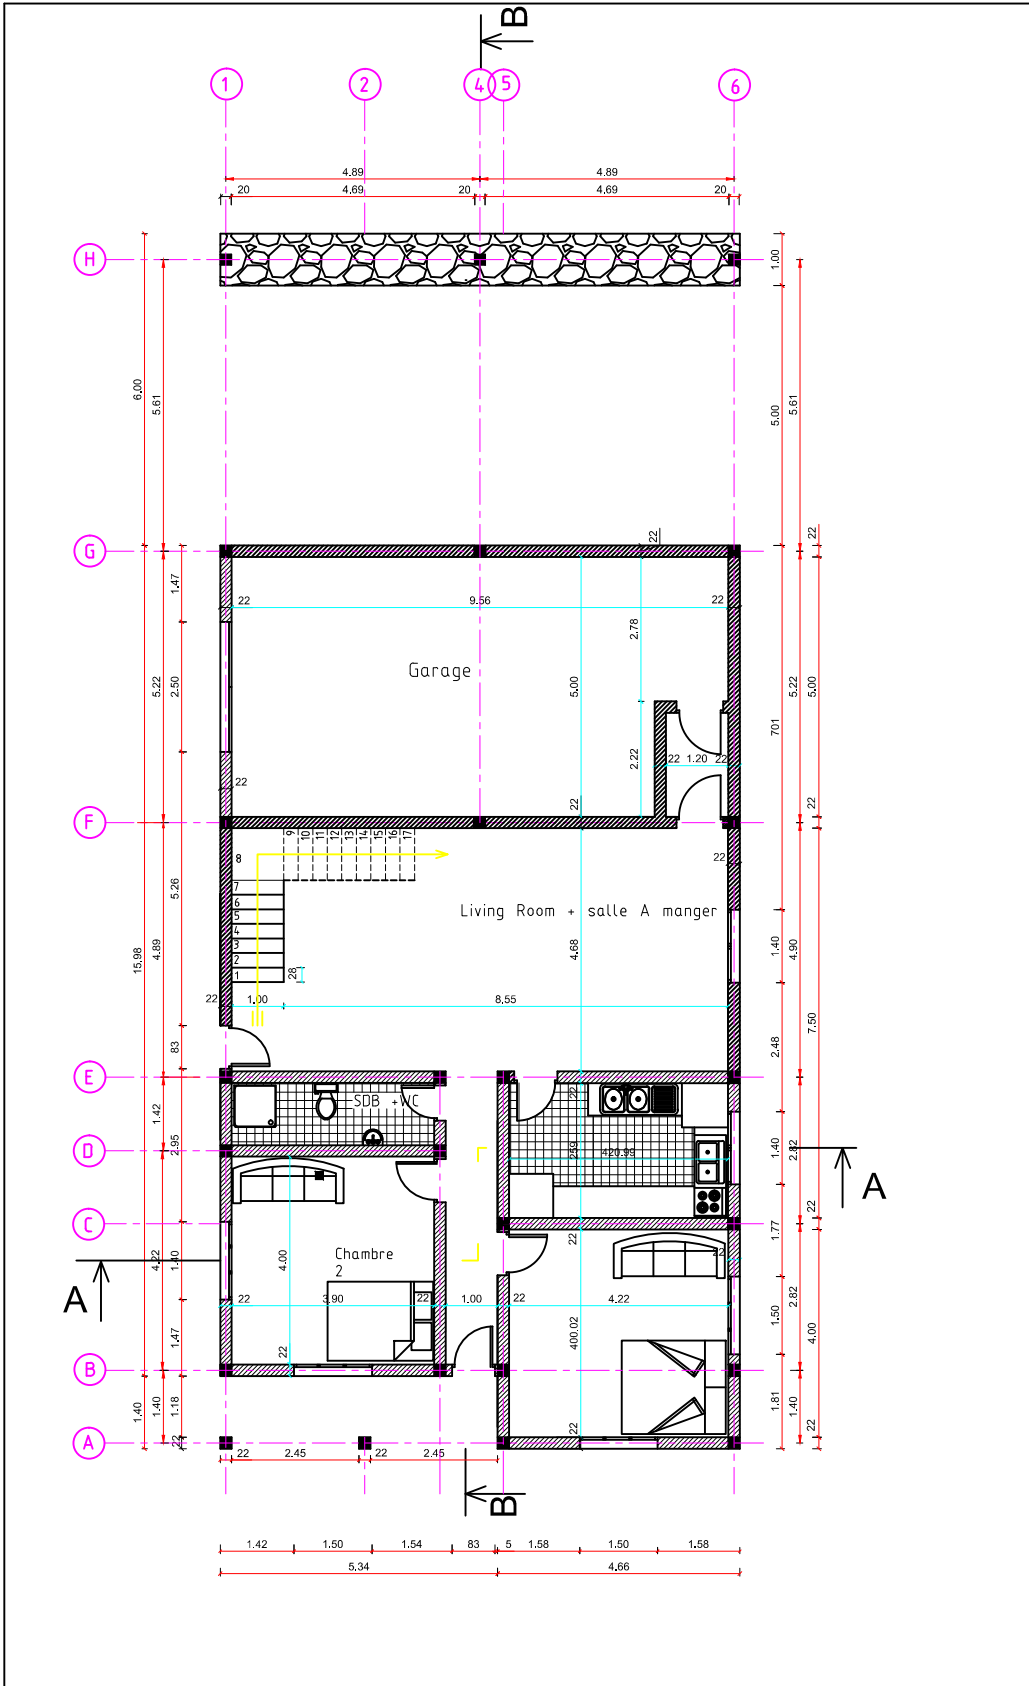 B
1 2 4 5 6
4.89 4.89
20 4.69 20 4.69 20
H
1.00
6.00
5.61
5.00
5.61
G
22
22
1.47
22 9.56 22
2.78
Garage
5.22
2.50
5.00
701
5.22
5.00
2.22
22 1.20 22
22
22
22
F
9 10 11 12 13 14 15 16 17
8
22
7
6
5
4
3
2
1
5.26
Living Room + salle A manger
15.98
4.89
4.68
1.40
4.90
28
22 1.00 8.55
7.50
83
2.48
E
22
SDB +WC
1.42
2.95
D
259
420.99
1.40
2.82
A
C
22
22
22
1.77
4.22
1.40
4.00
Chambre
2
A
22 3.90 22 1.00 22 4.22
2.82
1.50
400.02
4.00
1.47
22
B
1.40
1.40
1.18
22
1.81
1.40
22
22
A
22 2.45 22 2.45
B
1.42 1.50 1.54 83 5 1.58 1.50 1.58
5.34 4.66